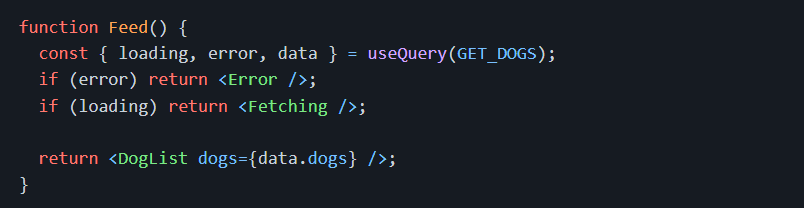 function Feed() {
  const { loading, error, data } = useQuery(GET_DOGS);
  if (error) return <Error />;
  if (loading) return <Fetching />;

  return <DogList dogs={data.dogs} />;
}